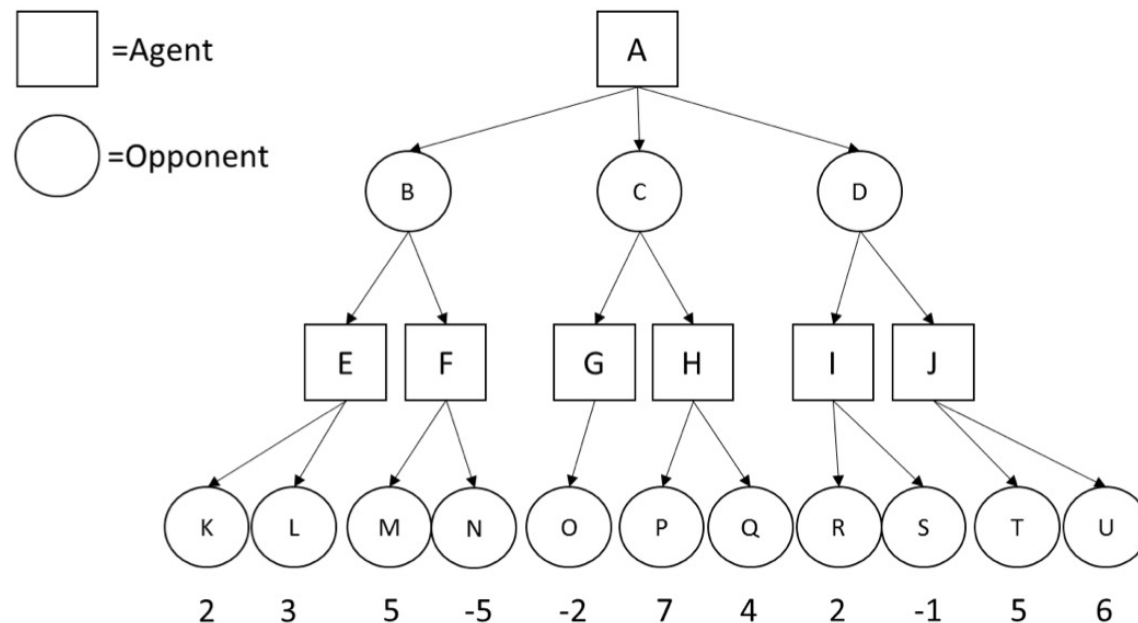 =Agent
=Opponent
A
B C D
E F G H I J
K L M N O P Q R S T U
2 3 5 -5 -2 7 4 2 -1 5 6